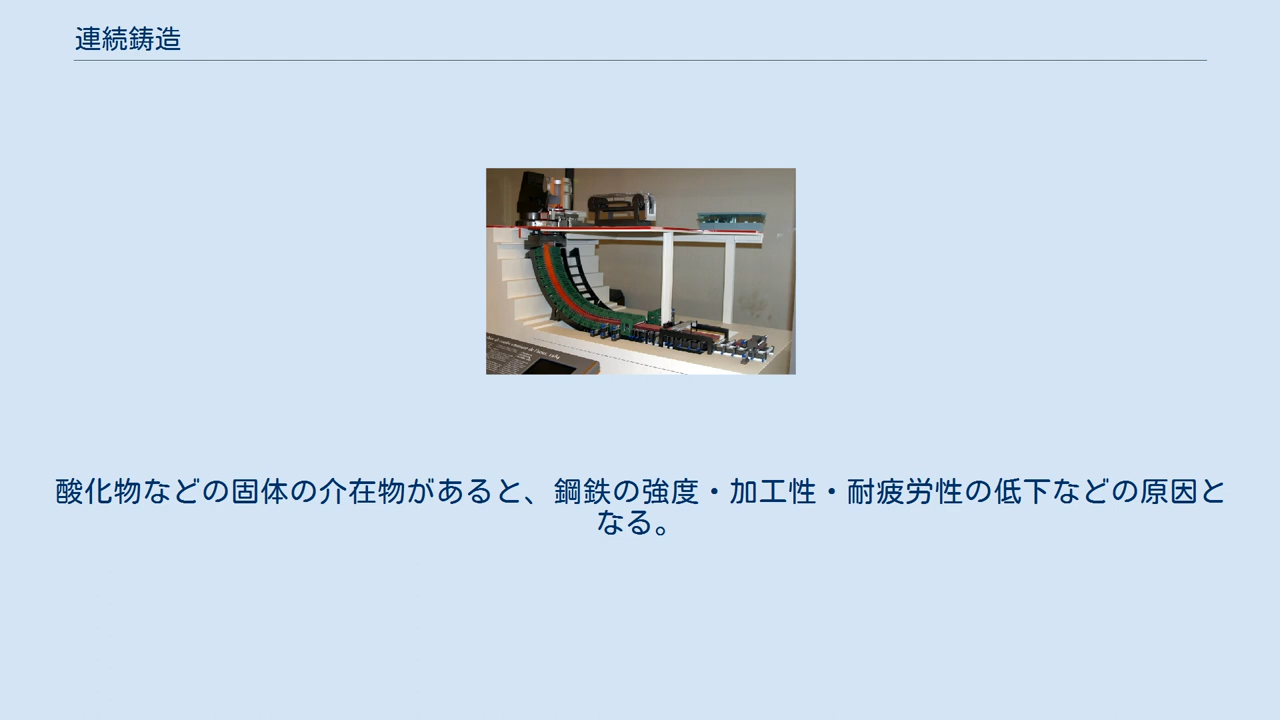 連続鋳造
酸化物などの固体の介在物があると、鋼鉄の強度・加工性・耐疲労性の低下などの原因と
なる。